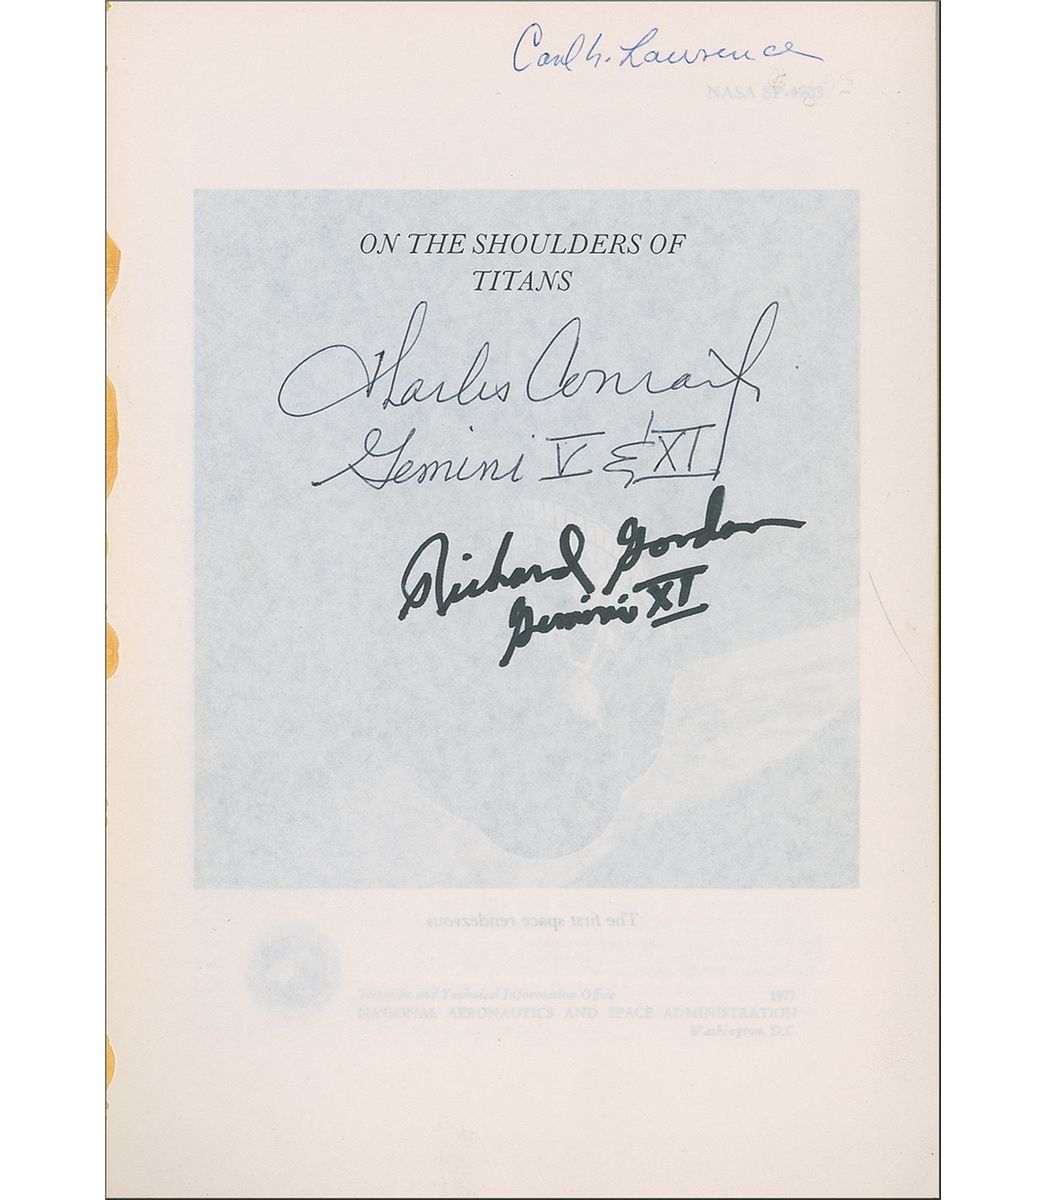 Carl N. Lawrence
NASA SP-4203
ON THE SHOULDERS OF
TITANS
Charles Conrad Jr
Gemini V & XI
Richard Gordon
Gemini XI
The first space rendezvous
Scientific and Technical Information Office 1977
NATIONAL AERONAUTICS AND SPACE ADMINISTRATION
Washington, D.C.